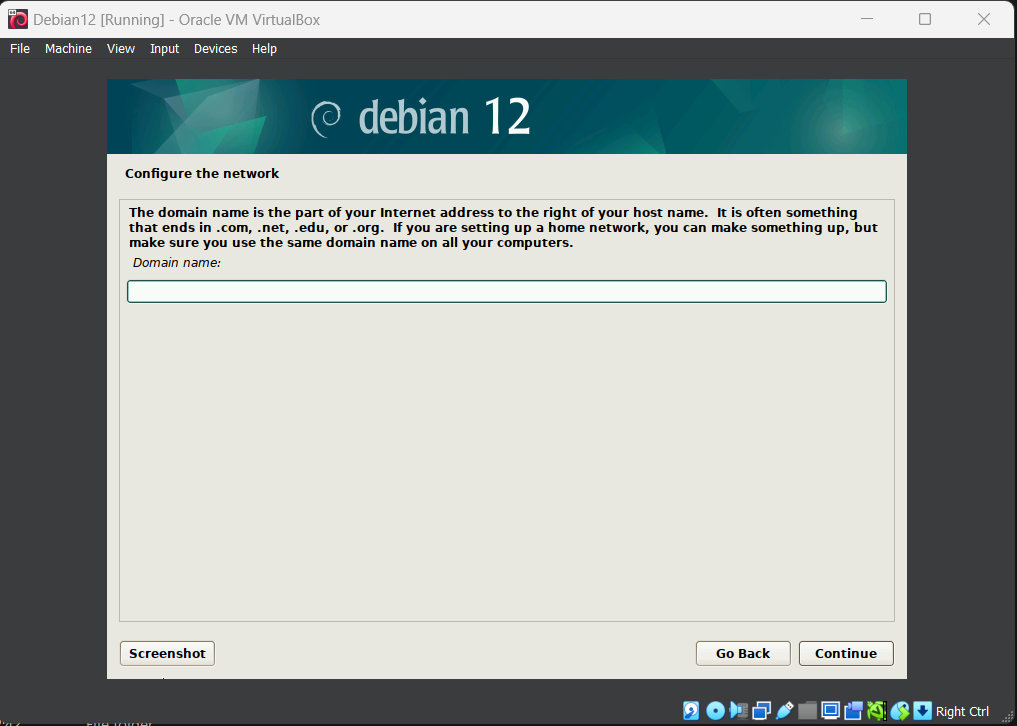 Debian12 [Running] - Oracle VM VirtualBox
File Machine View Input Devices Help
debian 12
Configure the network
The domain name is the part of your Internet address to the right of your host name.  It is often something
that ends in .com, .net, .edu, or .org.  If you are setting up a home network, you can make something up, but
make sure you use the same domain name on all your computers.
Domain name:
Screenshot
Go Back
Continue
Right Ctrl